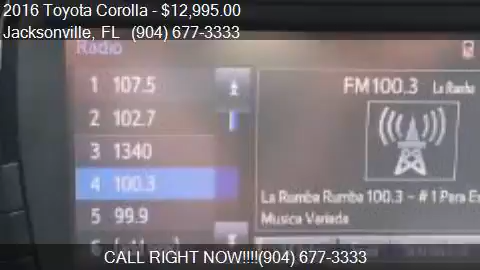 2016 Toyota Corolla - $12,995.00
Jacksonville, FL (904) 677-3333
Radio
1 107.5
2 102.7
3 1340
4 100.3
5 99.9
6
FM100.3 La Rumba
La Rumba Rumba 100.3 - #1 Para Es
Musica Variada
CALL RIGHT NOW!!!!(904) 677-3333